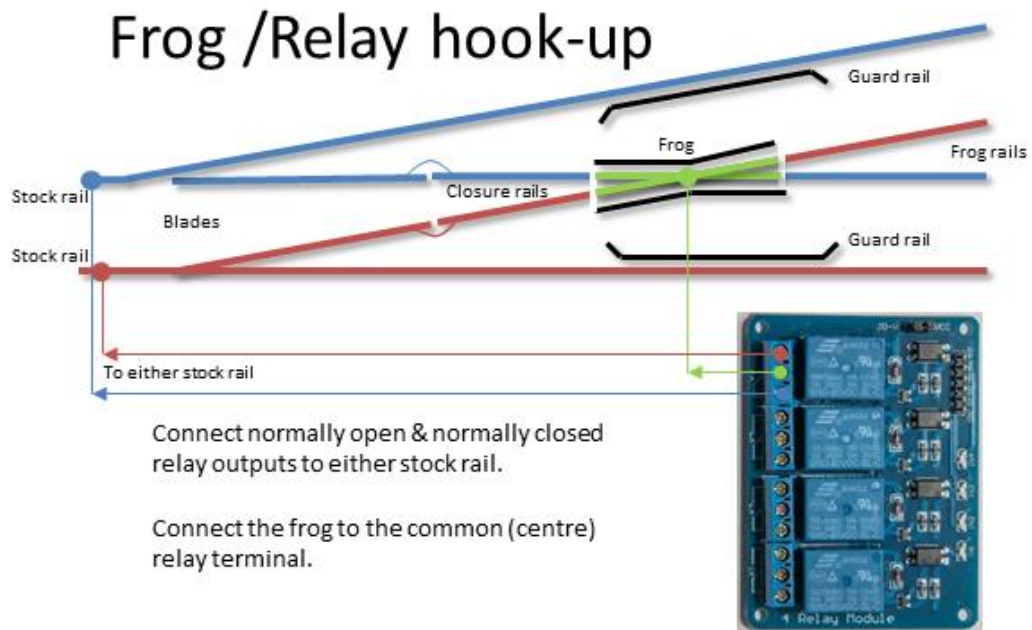 Frog /Relay hook-up
Guard rail
Frog
Frog rails
Stock rail
Closure rails
Blades
Stock rail
Guard rail
To either stock rail
Connect normally open & normally closed
relay outputs to either stock rail.
Connect the frog to the common (centre)
relay terminal.
4 Relay Module